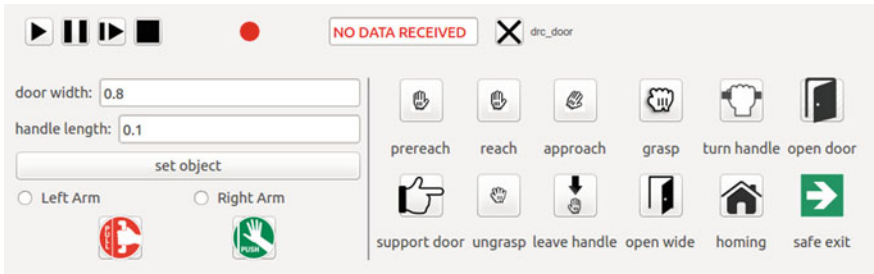 NO DATA RECEIVED drc_door
door width: 0.8
handle length: 0.1
set object
Left Arm Right Arm
PULL PUSH
prereach reach approach grasp turn handle open door
support door ungrasp leave handle open wide homing safe exit